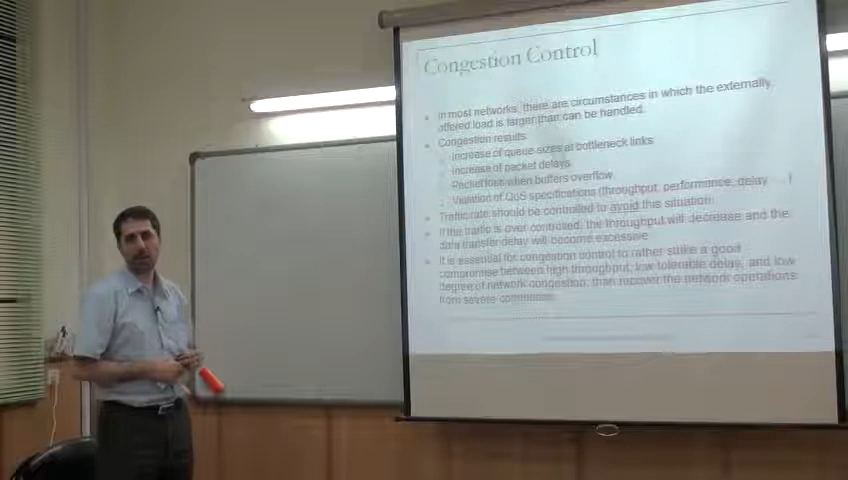 Congestion Control
In most networks, there are circumstances in which the externally
offered load is larger than can be handled.
Congestion results
increase of queue sizes at bottleneck links
increase of packet delays
Packet loss when buffers overflow
Violation of QoS specifications (throughput, performance, delay
Traffic rate should be controlled to avoid this situation.
If the traffic is over controlled, the throughput will decrease and the
data transfer delay will become excessive
It is essential for congestion control to rather strike a good
compromise between high throughput, low tolerable delay, and low
degree of network congestion, than recover the network operations
from severe